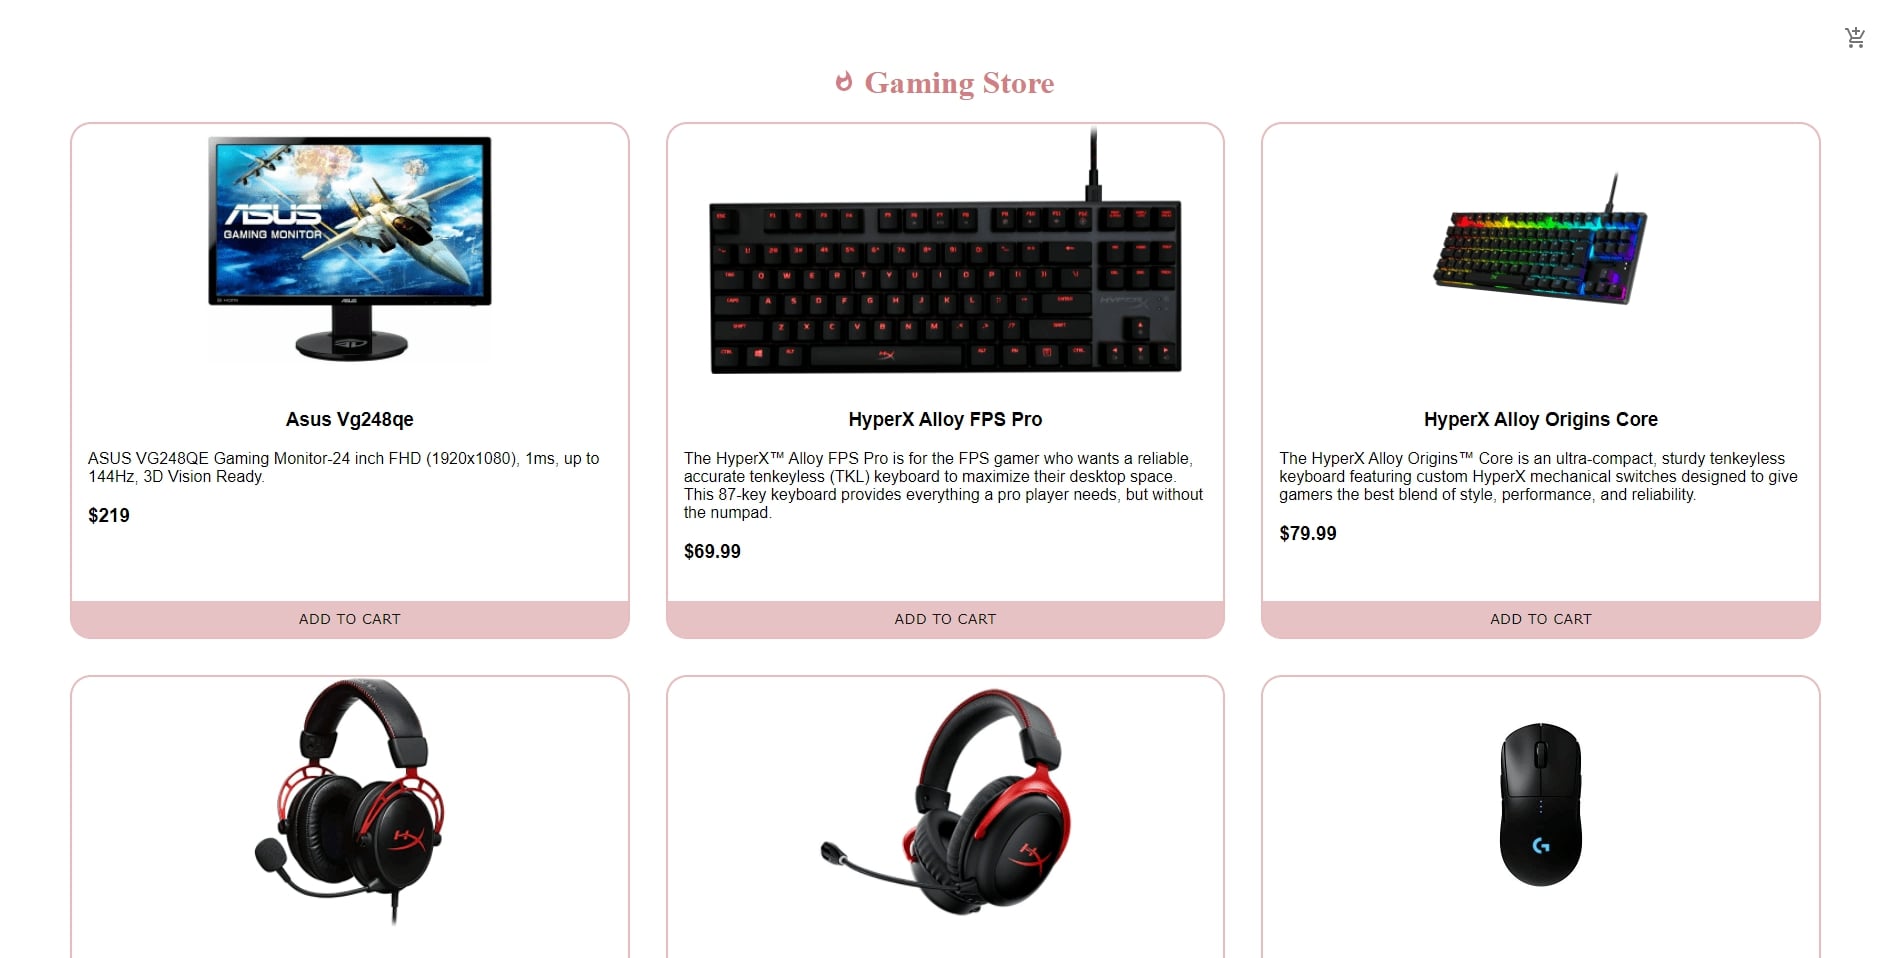 Gaming Store
ASUS
GAMING MONITOR
HDMI
ASUS
HYPERX
Asus Vg248qe
HyperX Alloy FPS Pro
HyperX Alloy Origins Core
ASUS VG248QE Gaming Monitor-24 inch FHD (1920x1080), 1ms, up to
144Hz, 3D Vision Ready.
$219
The HyperX™ Alloy FPS Pro is for the FPS gamer who wants a reliable,
accurate tenkeyless (TKL) keyboard to maximize their desktop space.
This 87-key keyboard provides everything a pro player needs, but without
the numpad.
$69.99
The HyperX Alloy Origins™ Core is an ultra-compact, sturdy tenkeyless
keyboard featuring custom HyperX mechanical switches designed to give
gamers the best blend of style, performance, and reliability.
$79.99
ADD TO CART
ADD TO CART
ADD TO CART
HX
HX
G